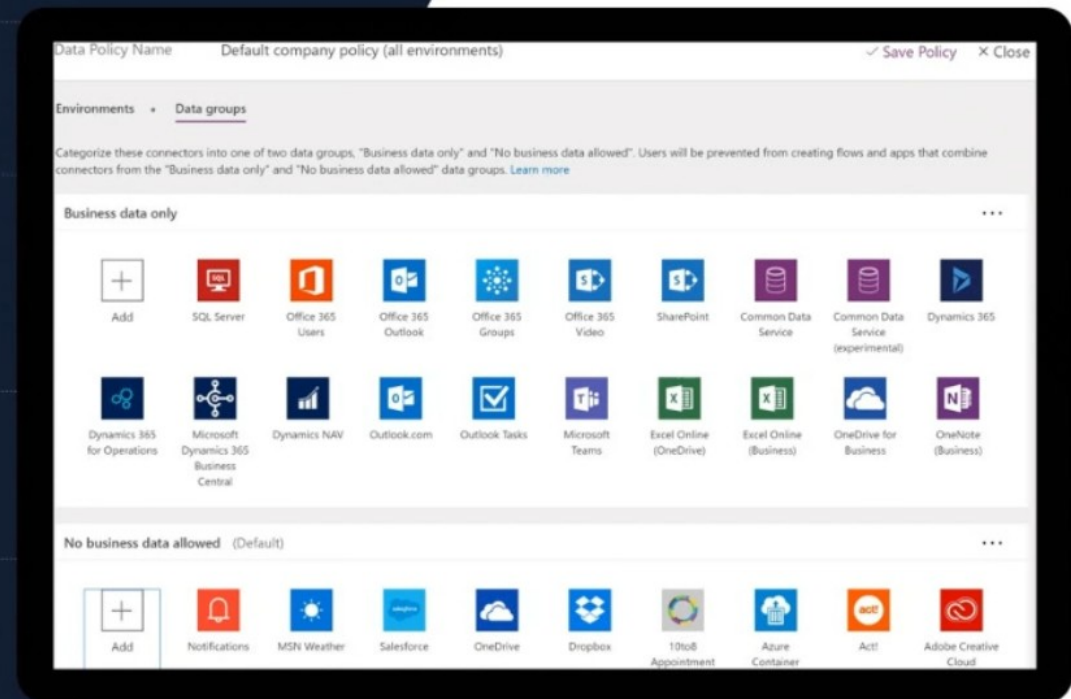 Data Policy Name Default company policy (all environments) ✓ Save Policy × Close
Environments • Data groups
Categorize these connectors into one of two data groups, "Business data only" and "No business data allowed". Users will be prevented from creating flows and apps that combine
connectors from the "Business data only" and "No business data allowed" data groups. Learn more
Business data only ...
Add SQL Server Office 365 Users Office 365 Outlook Office 365 Groups Office 365 Video SharePoint Common Data Service Common Data Service (experimental) Dynamics 365
Dynamics 365 for Operations Microsoft Dynamics 365 Business Central Dynamics NAV Outlook.com Outlook Tasks Microsoft Teams Excel Online (OneDrive) Excel Online (Business) OneDrive for Business OneNote (Business)
No business data allowed (Default) ...
Add Notifications MSN Weather Salesforce OneDrive Dropbox 10to8 Appointment Azure Container Act! Adobe Creative Cloud